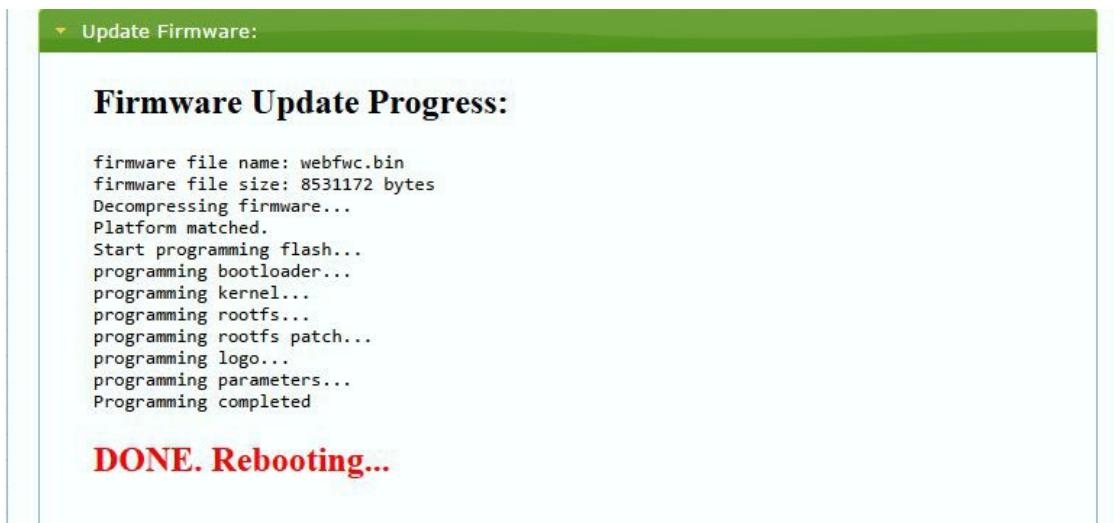 Update Firmware:
Firmware Update Progress:
firmware file name: webfwc.bin
firmware file size: 8531172 bytes
Decompressing firmware...
Platform matched.
Start programming flash...
programming bootloader...
programming kernel...
programming rootfs...
programming rootfs patch...
programming logo...
programming parameters...
Programming completed
DONE. Rebooting...